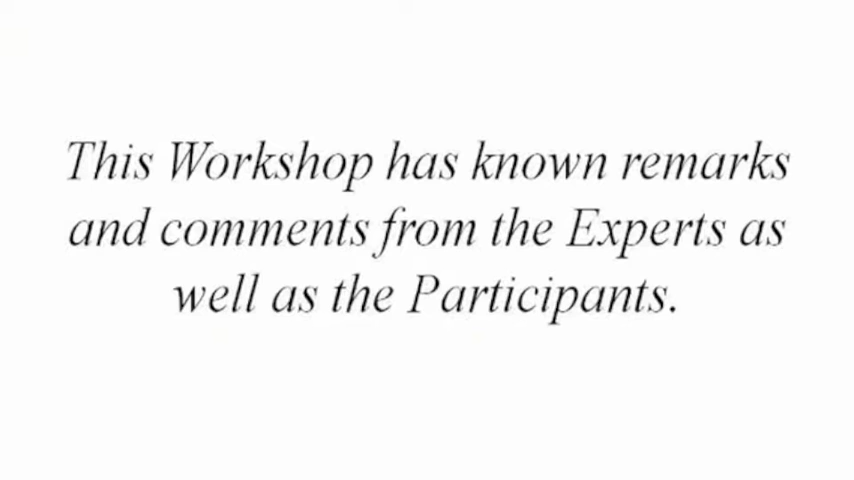 This Workshop has known remarks
and comments from the Experts as
well as the Participants.